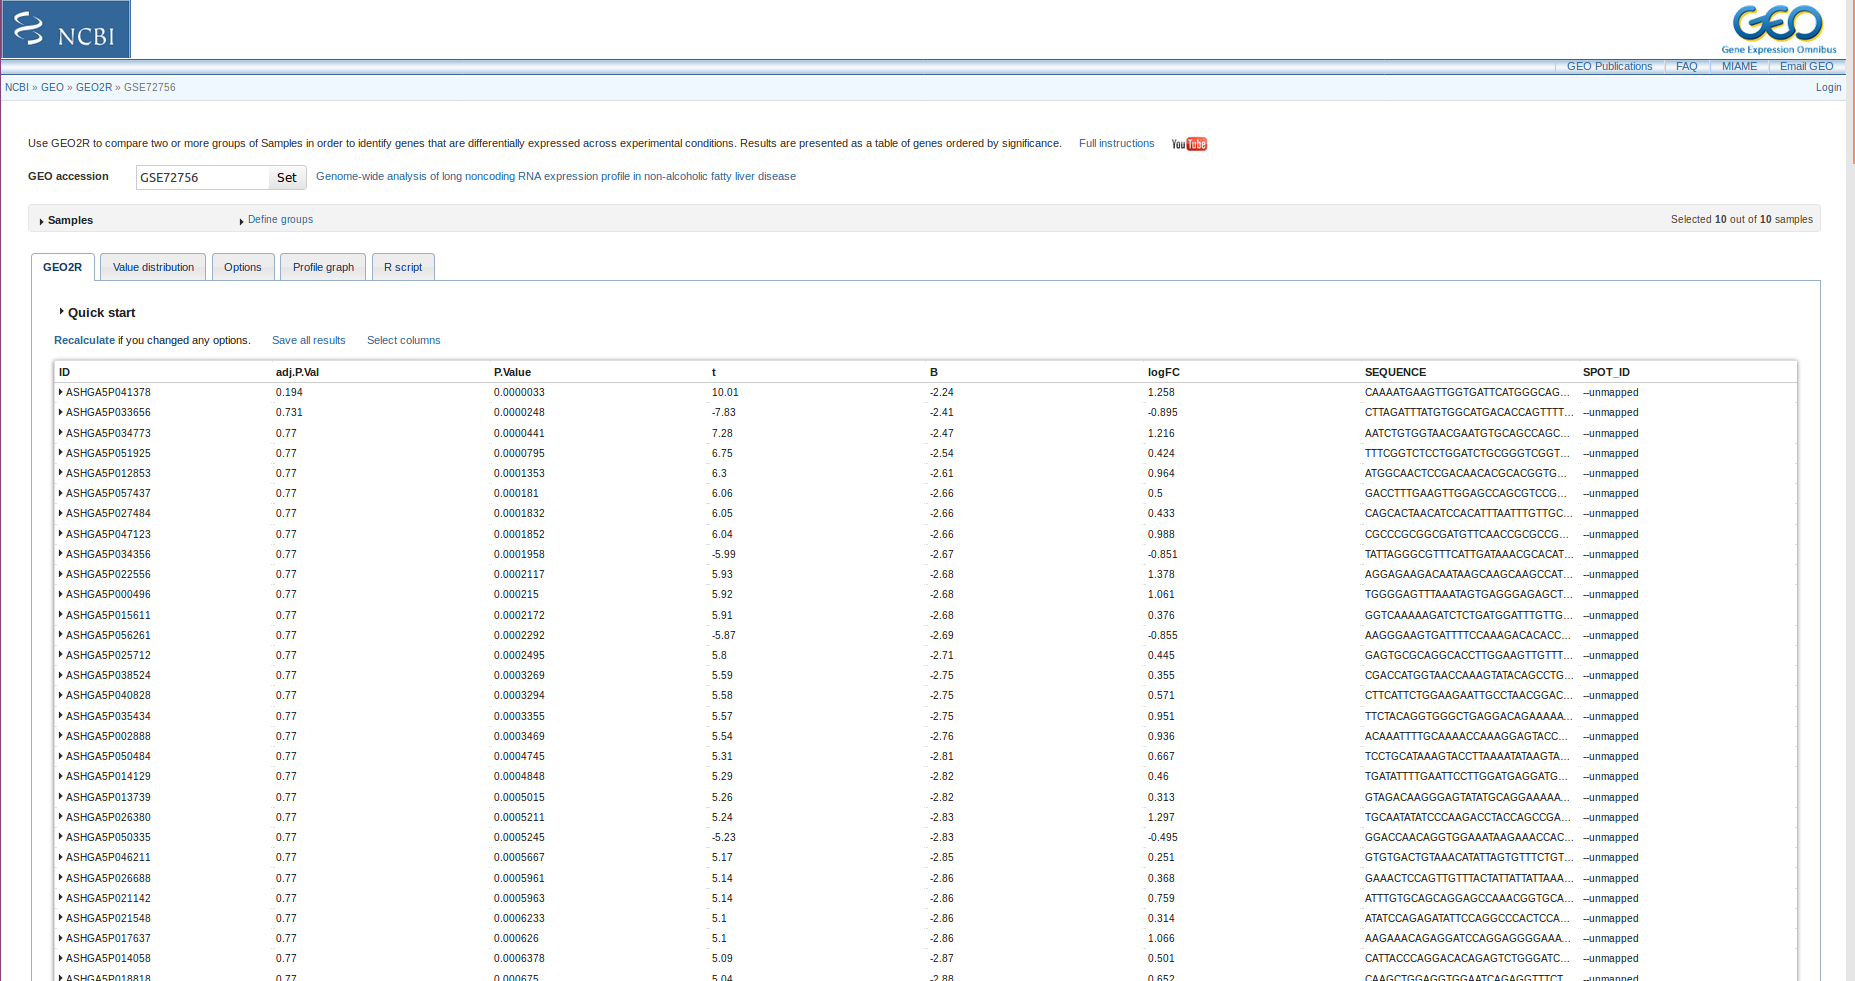 NCBI
GEO
Gene Expression Omnibus
GEO Publications FAQ MIAME Email GEO
NCBI » GEO » GEO2R » GSE72756 Login
Use GEO2R to compare two or more groups of Samples in order to identify genes that are differentially expressed across experimental conditions. Results are presented as a table of genes ordered by significance. Full instructions YouTube
GEO accession GSE72756 Set Genome-wide analysis of long noncoding RNA expression profile in non-alcoholic fatty liver disease
Samples Define groups Selected 10 out of 10 samples
GEO2R Value distribution Options Profile graph R script
Quick start
Recalculate if you changed any options. Save all results Select columns
ID adj.P.Val P.Value t B logFC SEQUENCE SPOT_ID
ASHGA5P041378 0.194 0.0000033 10.01 -2.24 1.258 CAAAATGAAGTTGGTGATTCATGGGCAG... --unmapped
ASHGA5P033656 0.731 0.0000248 -7.83 -2.41 -0.895 CTTAGATTTATGTGGCATGACACCAGTTTT... --unmapped
ASHGA5P034773 0.77 0.0000441 7.28 -2.47 1.216 AATCTGTGGTAACGAATGTGCAGCCAGC... --unmapped
ASHGA5P051925 0.77 0.0000795 6.75 -2.54 0.424 TTTCGGTCTCCTGGATCTGCGGGTCGGT... --unmapped
ASHGA5P012853 0.77 0.0001353 6.3 -2.61 0.964 ATGGCAACTCCGACAACACGCACGGTG... --unmapped
ASHGA5P057437 0.77 0.000181 6.06 -2.66 0.5 GACCTTTGAAGTTGGAGCCAGCGTCCG... --unmapped
ASHGA5P027484 0.77 0.0001832 6.05 -2.66 0.433 CAGCACTAACATCCACATTTAATTTGTTGC... --unmapped
ASHGA5P047123 0.77 0.0001852 6.04 -2.66 0.988 CGCCCGCGGCGATGTTCAACCGCGCCG... --unmapped
ASHGA5P034356 0.77 0.0001958 -5.99 -2.67 -0.851 TATTAGGGCGTTTCATTGATAAACGCACAT... --unmapped
ASHGA5P022556 0.77 0.0002117 5.93 -2.68 1.378 AGGAGAAGACAATAAGCAAGCAAGCCAT... --unmapped
ASHGA5P000496 0.77 0.000215 5.92 -2.68 1.061 TGGGGAGTTTAAATAGTGAGGGAGAGCT... --unmapped
ASHGA5P015611 0.77 0.0002172 5.91 -2.68 0.376 GGTCAAAAAGATCTCTGATGGATTTGTTG... --unmapped
ASHGA5P056261 0.77 0.0002292 -5.87 -2.69 -0.855 AAGGGAAGTGATTTTCCAAAGACACACC... --unmapped
ASHGA5P025712 0.77 0.0002495 5.8 -2.71 0.445 GAGTGCGCAGGCACCTTGGAAGTTGTTT... --unmapped
ASHGA5P038524 0.77 0.0003269 5.59 -2.75 0.355 CGACCATGGTAACCAAAGTATACAGCCTG... --unmapped
ASHGA5P040828 0.77 0.0003294 5.58 -2.75 0.571 CTTCATTCTGGAAGAATTGCCTAACGGAC... --unmapped
ASHGA5P035434 0.77 0.0003355 5.57 -2.75 0.951 TTCTACAGGTGGGCTGAGGACAGAAAAA... --unmapped
ASHGA5P002888 0.77 0.0003469 5.54 -2.76 0.936 ACAAATTTTGCAAAACCAAAGGAGTACC... --unmapped
ASHGA5P050484 0.77 0.0004745 5.31 -2.81 0.667 TCCTGCATAAAGTACCTTAAAATATAAGTA... --unmapped
ASHGA5P014129 0.77 0.0004848 5.29 -2.82 0.46 TGATATTTTGAATTCCTTGGATGAGGATG... --unmapped
ASHGA5P013739 0.77 0.0005015 5.26 -2.82 0.313 GTAGACAAGGGAGTATATGCAGGAAAAA... --unmapped
ASHGA5P026380 0.77 0.0005211 5.24 -2.83 1.297 TGCAATATATCCCAAGACCTACCAGCCGA... --unmapped
ASHGA5P050335 0.77 0.0005245 -5.23 -2.83 -0.495 GGACCAACAGGTGGAAATAAGAAACCAC... --unmapped
ASHGA5P046211 0.77 0.0005667 5.17 -2.85 0.251 GTGTGACTGTAAACATATTAGTGTTTCTGT... --unmapped
ASHGA5P026688 0.77 0.0005961 5.14 -2.86 0.368 GAAACTCCAGTTGTTTACTATTATTATTAAA... --unmapped
ASHGA5P021142 0.77 0.0005963 5.14 -2.86 0.759 ATTTGTGCAGCAGGAGCCAAACGGTGCA... --unmapped
ASHGA5P021548 0.77 0.0006233 5.1 -2.86 0.314 ATATCCAGAGATATTCCAGGCCCACTCCA... --unmapped
ASHGA5P017637 0.77 0.000626 5.1 -2.86 1.066 AAGAAACAGAGGATCCAGGAGGGGAAA... --unmapped
ASHGA5P014058 0.77 0.0006378 5.09 -2.87 0.501 CATTACCCAGGACACAGAGTCTGGGATC... --unmapped
ASHGA5P018818 0.77 0.000675 5.04 -2.88 0.652 CAAGCTGGAGGTGGAATCAGAGGTTTCT... --unmapped